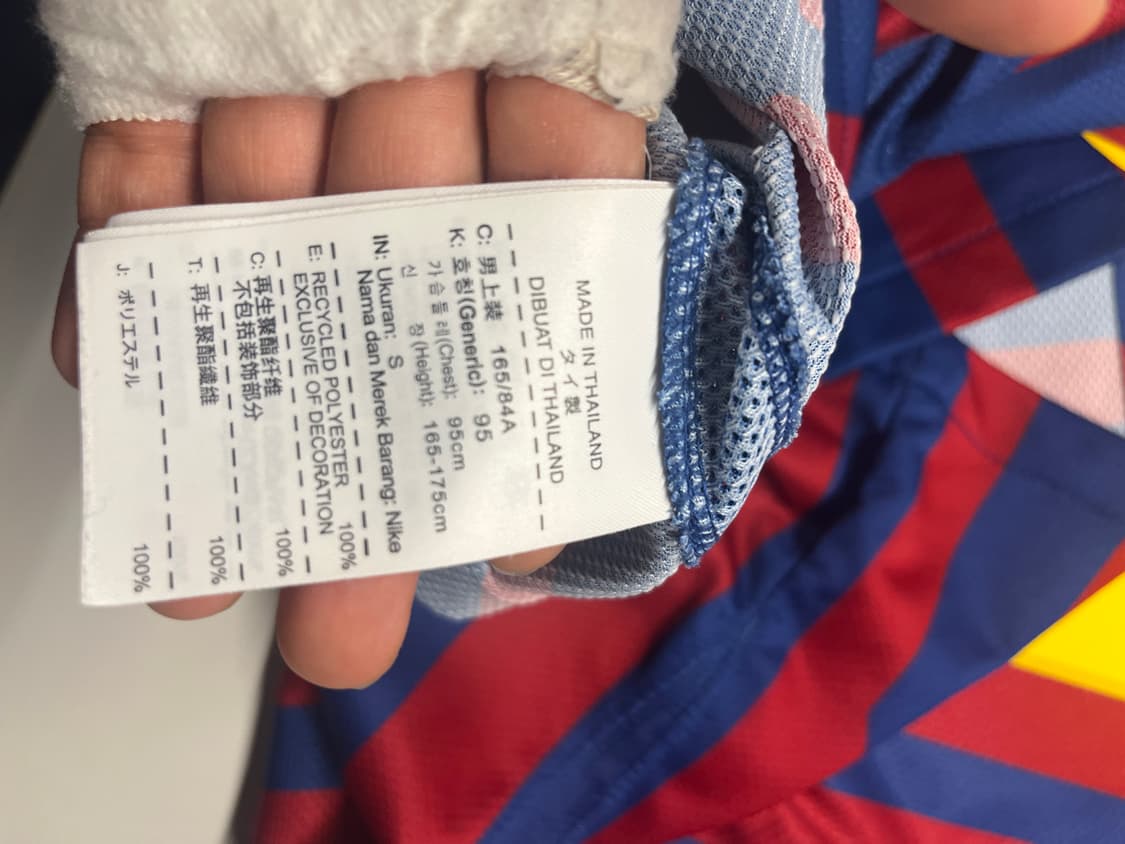 MADE IN THAILAND
タイ製
DIBUAT DI THAILAND
C: 男上装 165/84A
K: 호칭(Generic): 95
가슴둘레(Chest): 95cm
신 장(Height): 165-175cm
IN: Ukuran: S
Nama dan Merek Barang: Nike
E: RECYCLED POLYESTER 100%
EXCLUSIVE OF DECORATION
C: 再生聚酯纤维 100%
不包括装饰部分
T: 再生聚酯纖維 100%
J: ポリエステル 100%